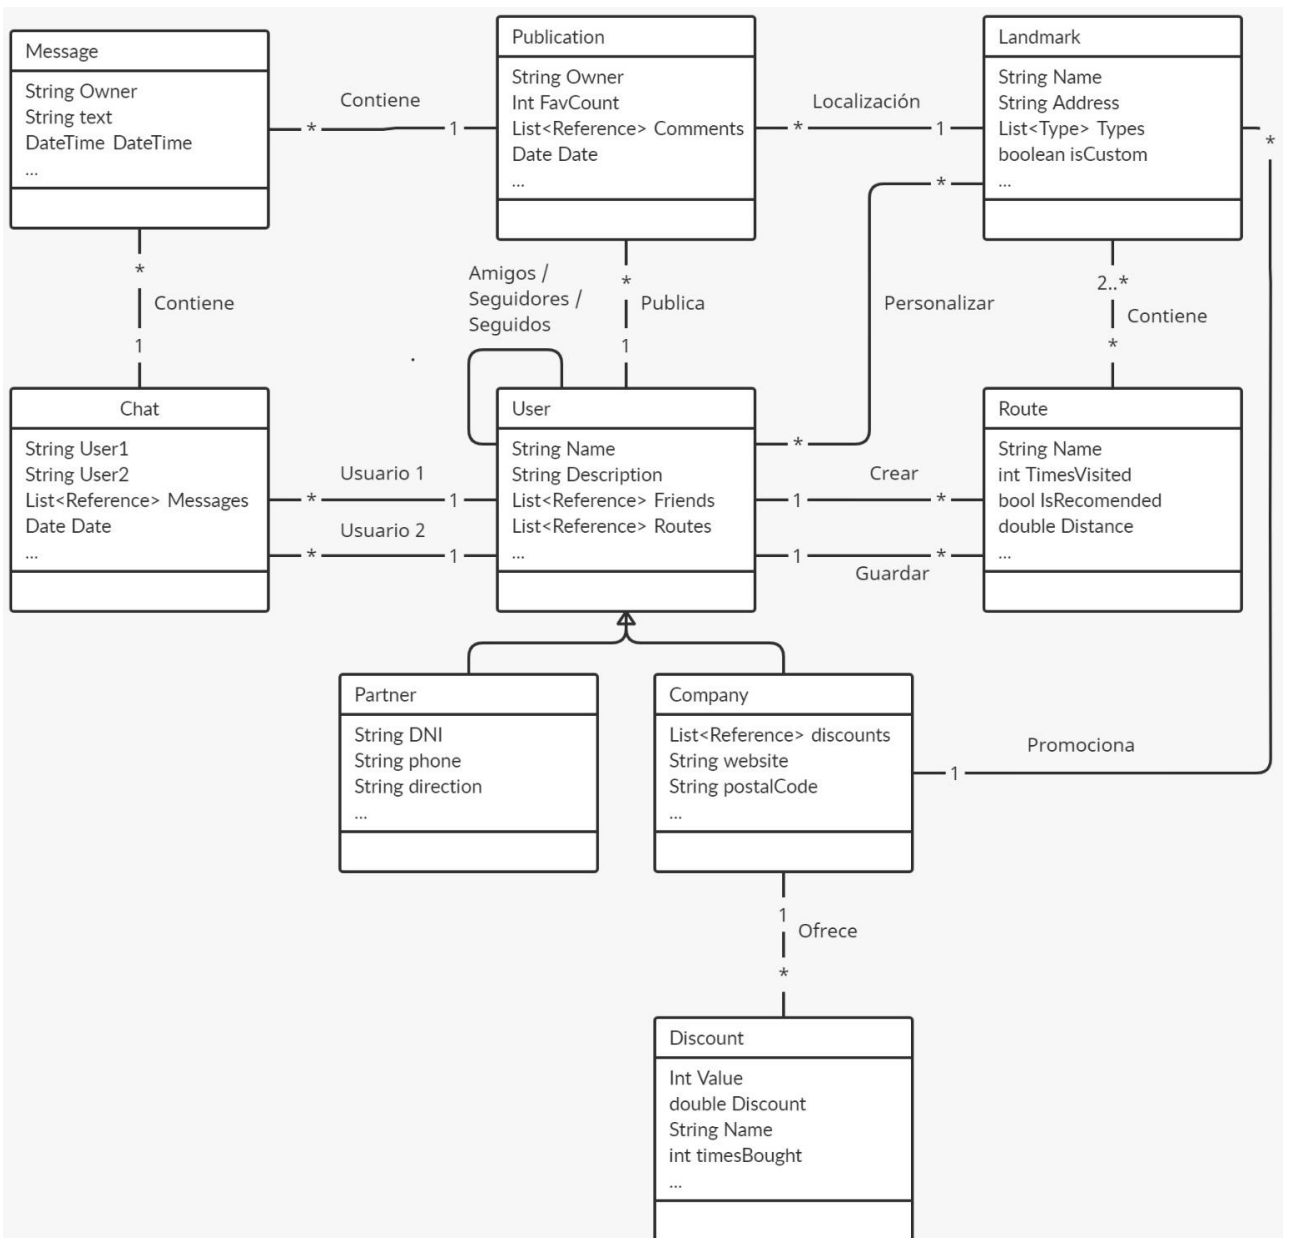 Message
String Owner
String text
DateTime DateTime
...
Contiene
*
1
Publication
String Owner
Int FavCount
List<Reference> Comments
Date Date
...
Localización
*
1
Landmark
String Name
String Address
List<Type> Types
boolean isCustom
...
*
*
*
Contiene
1
Amigos /
Seguidores /
Seguidos
*
Publica
1
Personalizar
2..*
Contiene
*
Chat
String User1
String User2
List<Reference> Messages
Date Date
...
Usuario 1
*
1
Usuario 2
*
1
User
String Name
String Description
List<Reference> Friends
List<Reference> Routes
...
*
Crear
1
*
1
*
Guardar
Route
String Name
int TimesVisited
bool IsRecomended
double Distance
...
Partner
String DNI
String phone
String direction
...
Company
List<Reference> discounts
String website
String postalCode
...
Promociona
1
1
Ofrece
*
Discount
Int Value
double Discount
String Name
int timesBought
...